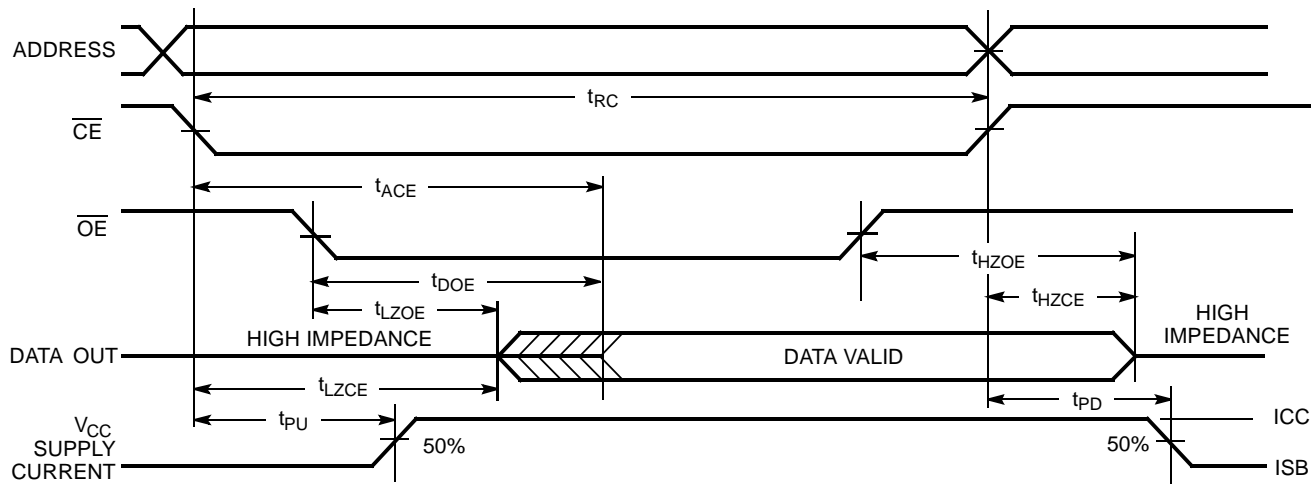 ADDRESS
tRC
CE
tACE
OE
tHZOE
tDOE
tHZCE
tLZOE
HIGH IMPEDANCE
HIGH
IMPEDANCE
DATA OUT
DATA VALID
tLZCE
tPD
tPU
VCC
SUPPLY
CURRENT
50%
50%
ICC
ISB